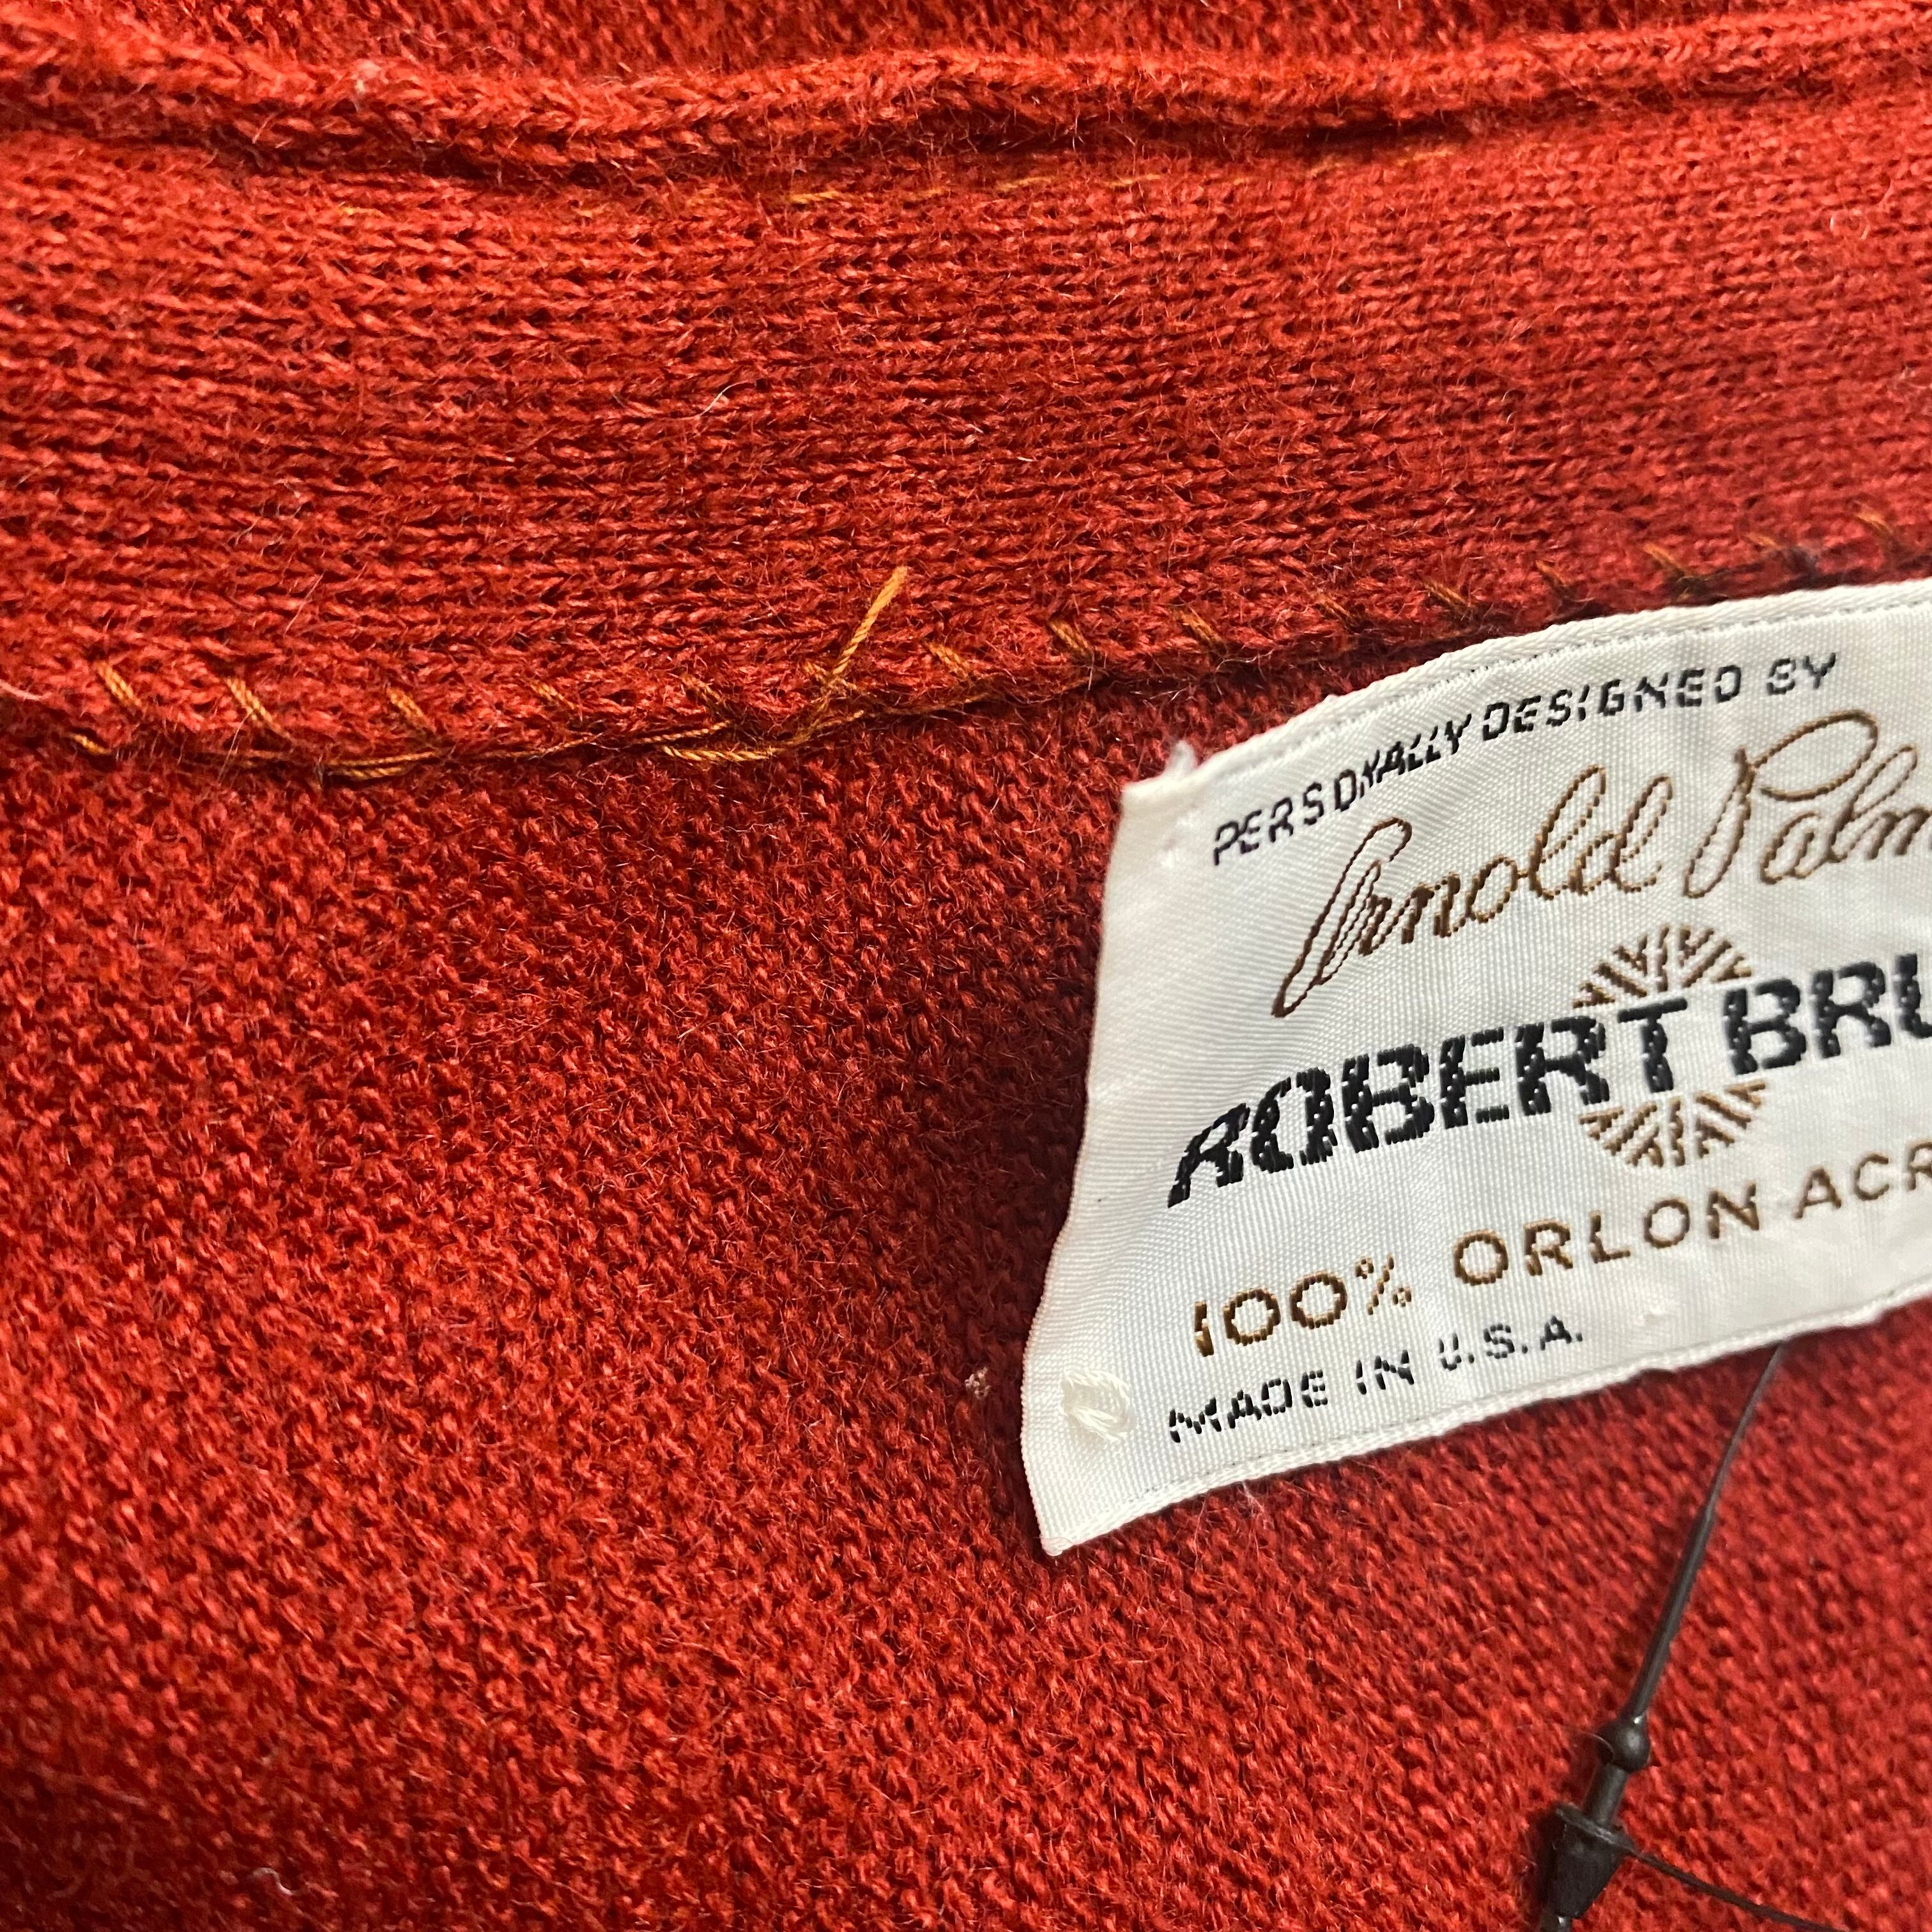 PERSONALLY DESIGNED BY
Arnold Palm
ROBERT BRU
100% ORLON ACR
MADE IN U.S.A.